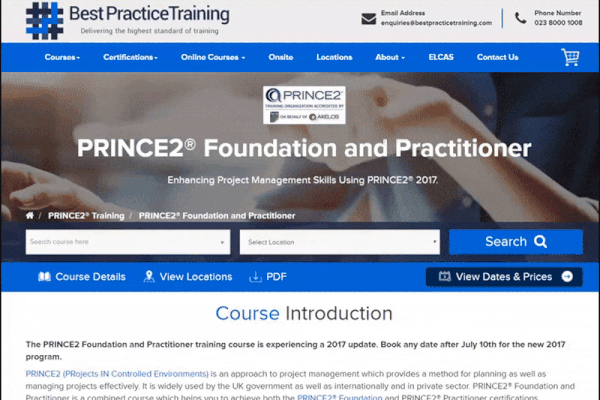 Best Practice Training
Delivering the highest standard of training
Email Address
enquiries@bestpracticetraining.com
Phone Number
023 8000 1008
Courses
Certifications
Online Courses
Onsite
Locations
About
ELCAS
Contact Us
PRINCE2
TRAINING ORGANIZATION ACCREDITED BY
ON BEHALF OF AXELOS
PRINCE2® Foundation and Practitioner
Enhancing Project Management Skills Using PRINCE2® 2017.
/ PRINCE2® Training / PRINCE2® Foundation and Practitioner
Search course here
Select Location
Search
Course Details
View Locations
PDF
View Dates & Prices
Course Introduction
The PRINCE2 Foundation and Practitioner training course is experiencing a 2017 update. Book any date after July 10th for the new 2017
program.
PRINCE2 (PRojects IN Controlled Environments) is an approach to project management which provides a method for planning as well as
managing projects effectively. It is widely used by the UK government as well as internationally and in private sector. PRINCE2® Foundation and
Practitioner is a combined course which helps you to achieve both the PRINCE2® Foundation and PRINCE2® Practitioner certifications